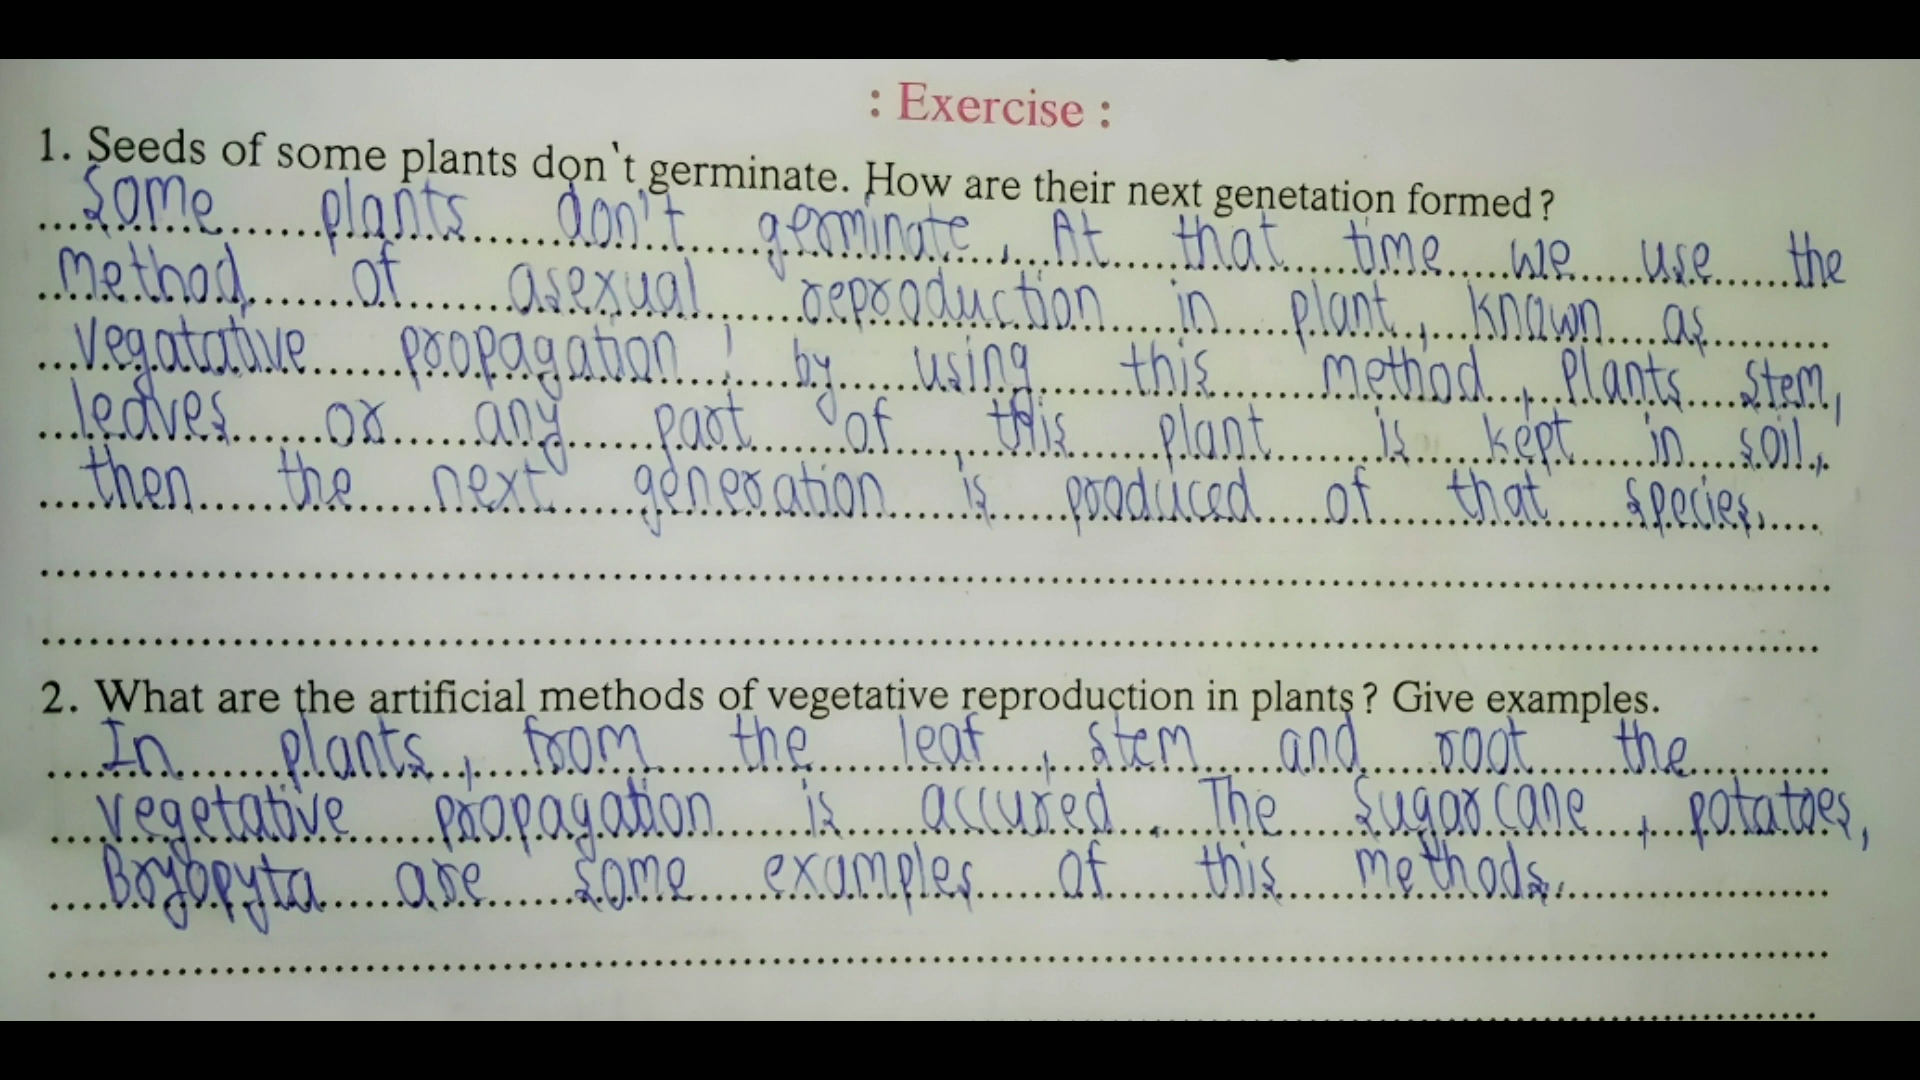 : Exercise :
1. Seeds of some plants don`t germinate. How are their next genetation formed?
Some plants don't germinate. At that time we use the
method of asexual reproduction in plant, known as
vegatative propagation! by using this method, Plants stem,
leaves or any part of this plant is kept in soil,
then the next generation is produced of that species.
2. What are the artificial methods of vegetative reproduction in plants? Give examples.
In plants, from the leaf, stem and root the
vegetative propagation is accured. The Sugarcane, potatoes,
Bryopyta are some examples of this methods.